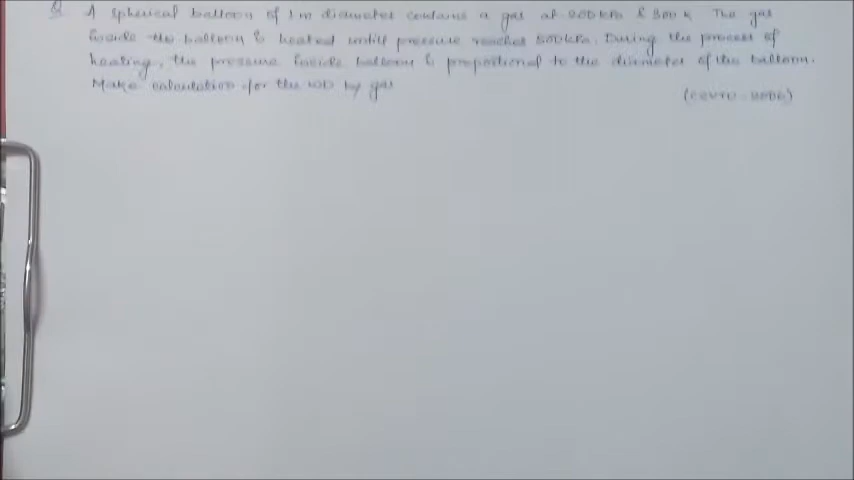 Q A spherical balloon of 1 m diameter contains a gas at 200 kPa & 300 K The gas
inside the balloon is heated until pressure reaches 500 kPa. During the process of
heating, the pressure inside balloon is proportional to the diameter of the balloon.
Make calculation for the WD by gas